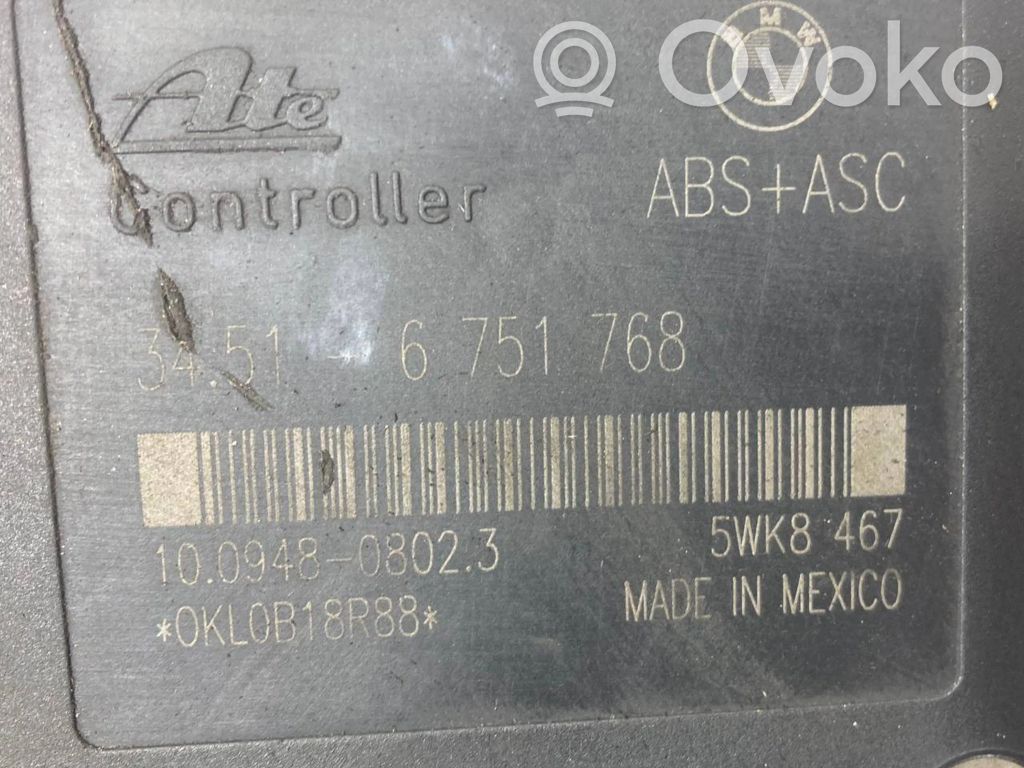 Ate
BMW
ovoko
Controller
ABS+ASC
34.51 - 6 751 768
10.0948-0802.3
5WK8 467
*0KL0B18R88*
MADE IN MEXICO